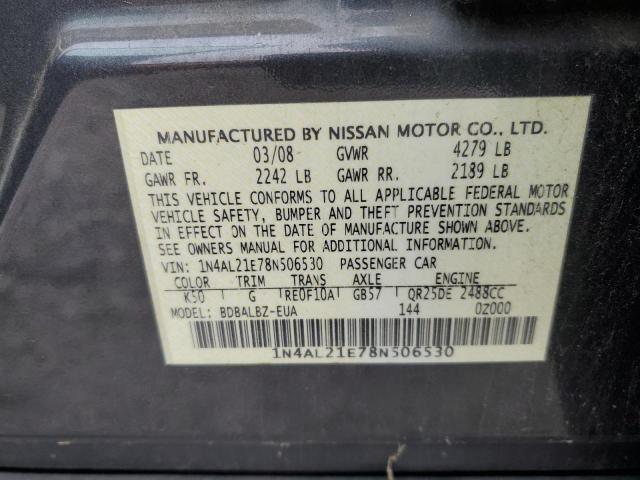 MANUFACTURED BY NISSAN MOTOR CO., LTD.
DATE 03/08 GVWR 4279 LB
GAWR FR. 2242 LB GAWR RR. 2189 LB
THIS VEHICLE CONFORMS TO ALL APPLICABLE FEDERAL MOTOR
VEHICLE SAFETY, BUMPER AND THEFT PREVENTION STANDARDS
IN EFFECT ON THE DATE OF MANUFACTURE SHOWN ABOVE.
SEE OWNERS MANUAL FOR ADDITIONAL INFORMATION.
VIN: 1N4AL21E78N506530 PASSENGER CAR
COLOR TRIM TRANS AXLE ENGINE
K50 G RE0F10A GB57 QR25DE 2488CC
MODEL: BDBALBZ-EUA 144 0Z000
1N4AL21E78N506530